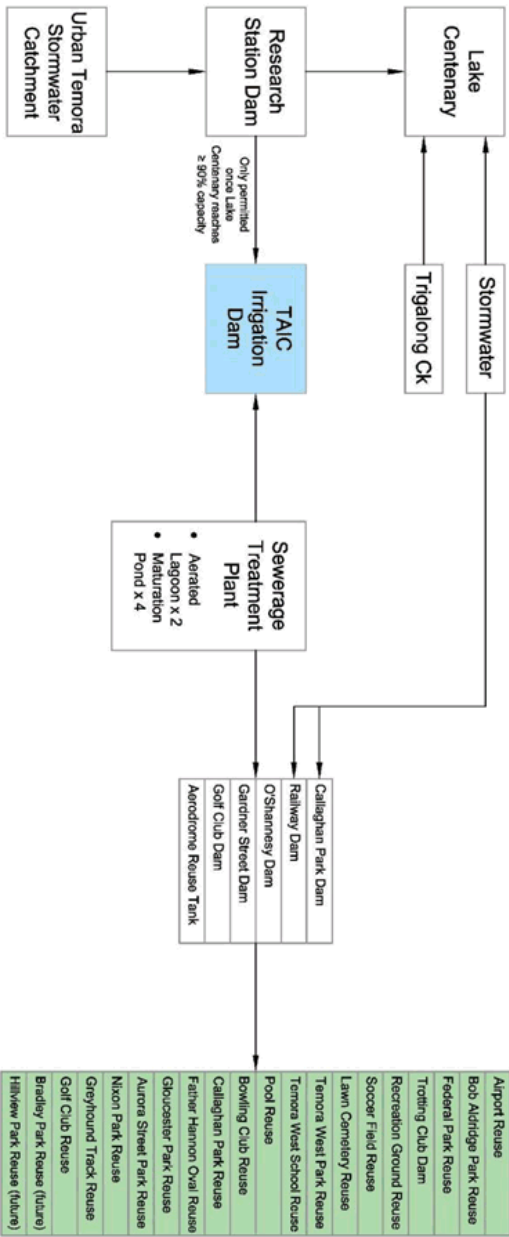 Lake
Centenary
Research
Station Dam
Urban Temora
Stormwater
Catchment
Only permitted
once Lake
Centenary reaches
≥ 90% capacity
Stormwater
Trigalong Ck
TAIC
Irrigation
Dam
Sewerage
Treatment
Plant
• Aerated
Lagoon x 2
• Maturation
Pond x 4
Callaghan Park Dam
Railway Dam
O'Shannesy Dam
Gardner Street Dam
Golf Club Dam
Aerodrome Reuse Tank
Airport Reuse
Bob Aldridge Park Reuse
Federal Park Reuse
Trotting Club Dam
Recreation Ground Reuse
Soccer Field Reuse
Lawn Cemetery Reuse
Temora West Park Reuse
Temora West School Reuse
Pool Reuse
Bowling Club Reuse
Callaghan Park Reuse
Father Hannon Oval Reuse
Gloucester Park Reuse
Aurora Street Park Reuse
Nixon Park Reuse
Greyhound Track Reuse
Golf Club Reuse
Bradley Park Reuse (future)
Hillview Park Reuse (future)